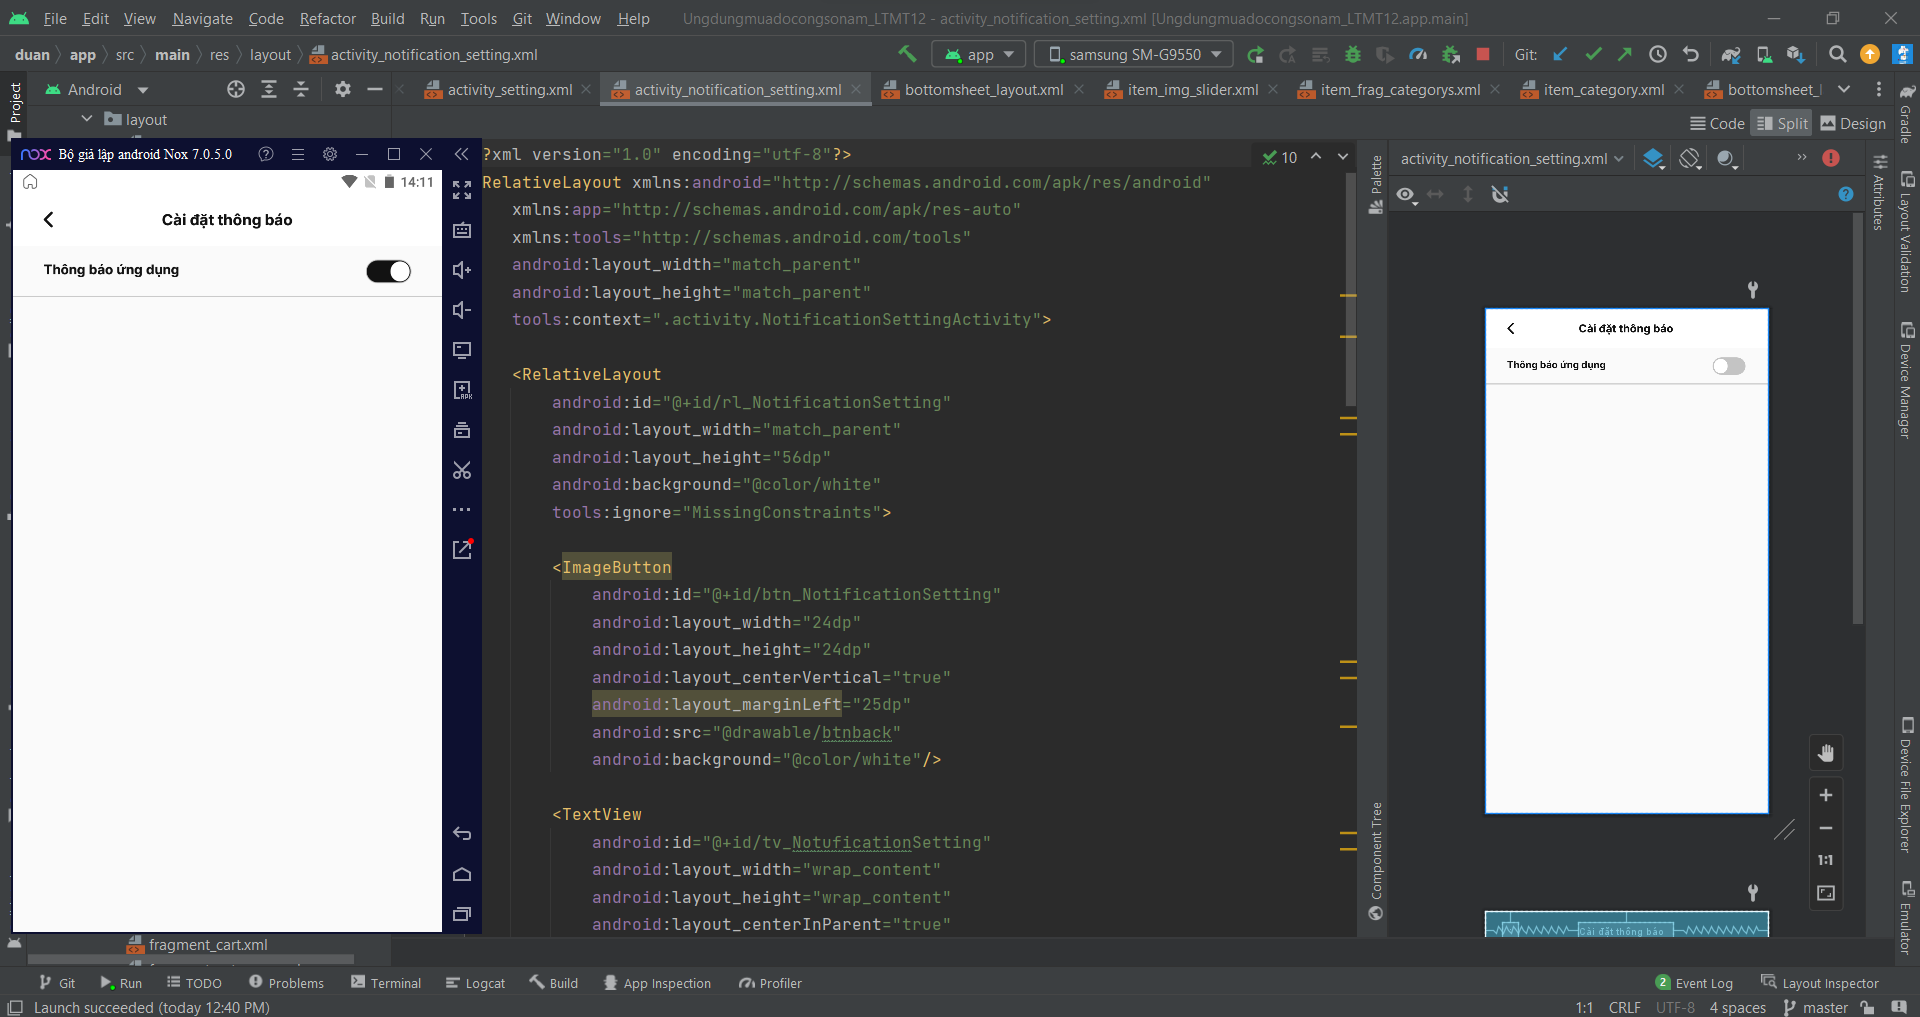 File Edit View Navigate Code Refactor Build Run Tools Git Window Help Ungdungmuadocongsonam_LTMT12 - activity_notification_setting.xml [Ungdungmuadocongsonam_LTMT12.app.main]
duan app src main res layout activity_notification_setting.xml app samsung SM-G9550 Git:
Project Android activity_setting.xml activity_notification_setting.xml bottomsheet_layout.xml item_img_slider.xml item_frag_categorys.xml item_category.xml bottomsheet_l Gradle
layout Code Split Design
nox Bộ giả lập android Nox 7.0.5.0
14:11
Cài đặt thông báo
Thông báo ứng dụng
APK
?xml version="1.0" encoding="utf-8"?> 10
RelativeLayout xmlns:android="http://schemas.android.com/apk/res/android"
xmlns:app="http://schemas.android.com/apk/res-auto"
xmlns:tools="http://schemas.android.com/tools"
android:layout_width="match_parent"
android:layout_height="match_parent"
tools:context=".activity.NotificationSettingActivity">
<RelativeLayout
android:id="@+id/rl_NotificationSetting"
android:layout_width="match_parent"
android:layout_height="56dp"
android:background="@color/white"
tools:ignore="MissingConstraints">
<ImageButton
android:id="@+id/btn_NotificationSetting"
android:layout_width="24dp"
android:layout_height="24dp"
android:layout_centerVertical="true"
android:layout_marginLeft="25dp"
android:src="@drawable/btnback"
android:background="@color/white"/>
<TextView
android:id="@+id/tv_NotuficationSetting"
android:layout_width="wrap_content"
android:layout_height="wrap_content"
android:layout_centerInParent="true"
Palette
Component Tree
activity_notification_setting.xml
Cài đặt thông báo
Thông báo ứng dụng
1:1
Cài đặt thông báo
Attributes
Layout Validation
Device Manager
Device File Explorer
Emulator
fragment_cart.xml
Git Run TODO Problems Terminal Logcat Build App Inspection Profiler 2 Event Log Layout Inspector
Launch succeeded (today 12:40 PM) 1:1 CRLF UTF-8 4 spaces master